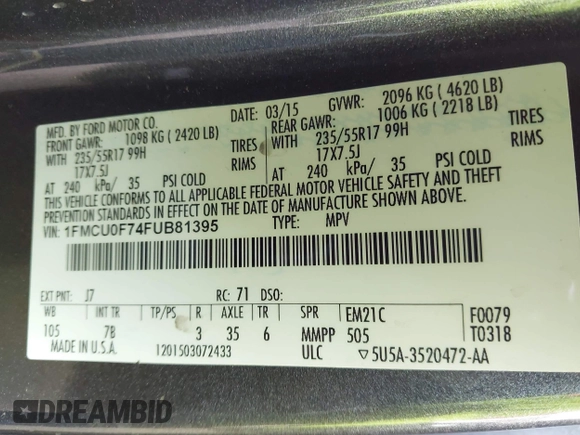 MFD. BY FORD MOTOR CO.
DATE: 03/15
GVWR: 2096 KG ( 4620 LB)
FRONT GAWR: 1098 KG ( 2420 LB)
REAR GAWR: 1006 KG ( 2218 LB)
WITH 235/55R17 99H TIRES
WITH 235/55R17 99H TIRES
17X7.5J RIMS
17X7.5J RIMS
AT 240 kPa/ 35 PSI COLD
AT 240 kPa/ 35 PSI COLD
THIS VEHICLE CONFORMS TO ALL APPLICABLE FEDERAL MOTOR VEHICLE SAFETY AND THEFT
PREVENTION STANDARDS IN EFFECT ON THE DATE OF MANUFACTURE SHOWN ABOVE.
VIN: 1FMCU0F74FUB81395
TYPE: MPV
EXT PNT: J7 RC: 71 DSO:
WB INT TR TP/PS R AXLE TR SPR EM21C F0079
105 7B 3 35 6 MMPP 505 T0318
MADE IN U.S.A. 1201503072433 ULC ▽5U5A-3520472-AA
DREAMBID